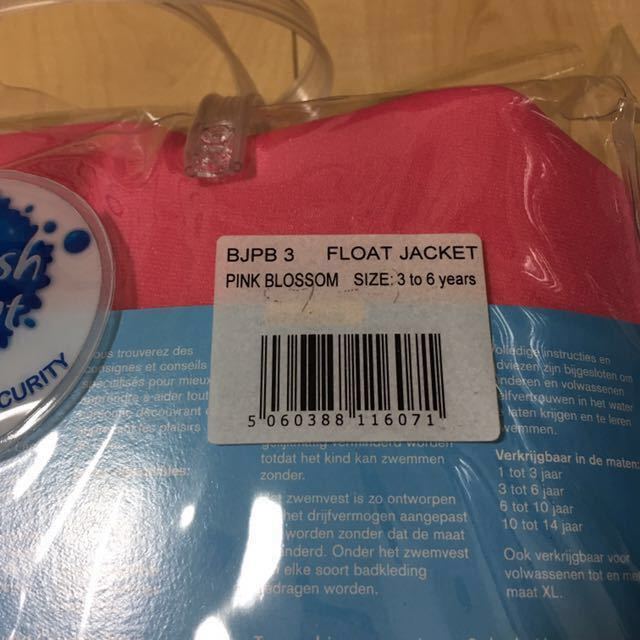 BJPB 3 FLOAT JACKET
PINK BLOSSOM SIZE: 3 to 6 years
5 060388 116071
sh
CURITY
trouverez des
consignes et conseils
spécialisés pour mieux
totdat het kind kan zwemmen
zonder.
zwemvest is zo ontworpen
het drijfvermogen aangepast
worden zonder dat de maat
Onder het zwemvest
elke soort badkleding
gedragen worden.
Volledige instructies en
adviezen zijn bijgesloten om
kinderen en volwassenen
zelfvertrouwen in het water
te laten krijgen en te leren
zwemmen.
Verkrijgbaar in de maten:
1 tot 3 jaar
3 tot 6 jaar
6 tot 10 jaar
10 tot 14 jaar
Ook verkrijgbaar voor
volwassenen tot en met
maat XL.